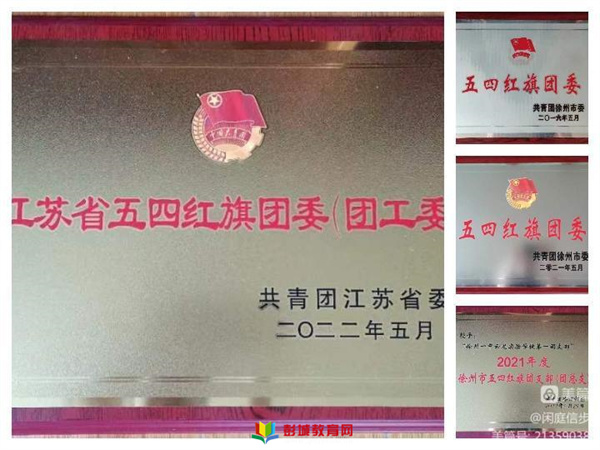 江苏省五四红旗团委(团工委
共青团江苏省委
二〇二二年五月
五四红旗团委
共青团徐州市委
二〇一六年五月
五四红旗团委
共青团徐州市委
二〇二一年五月
2021年度
徐州市五四红旗团支部(团总支
彭城教育网
美篇
@闲庭信步